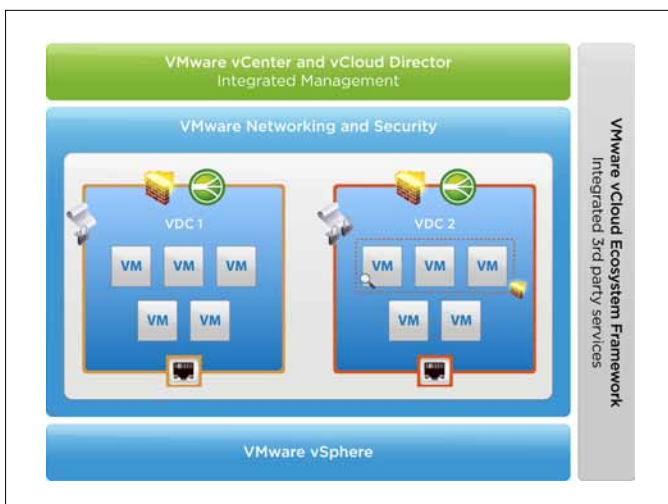 VMware vCenter and vCloud Director
Integrated Management
VMware Networking and Security
VDC 1
VM VM VM
VM VM
VDC 2
VM VM VM
VM VM
VMware vSphere
VMware vCloud Ecosystem Framework
Integrated 3rd party services